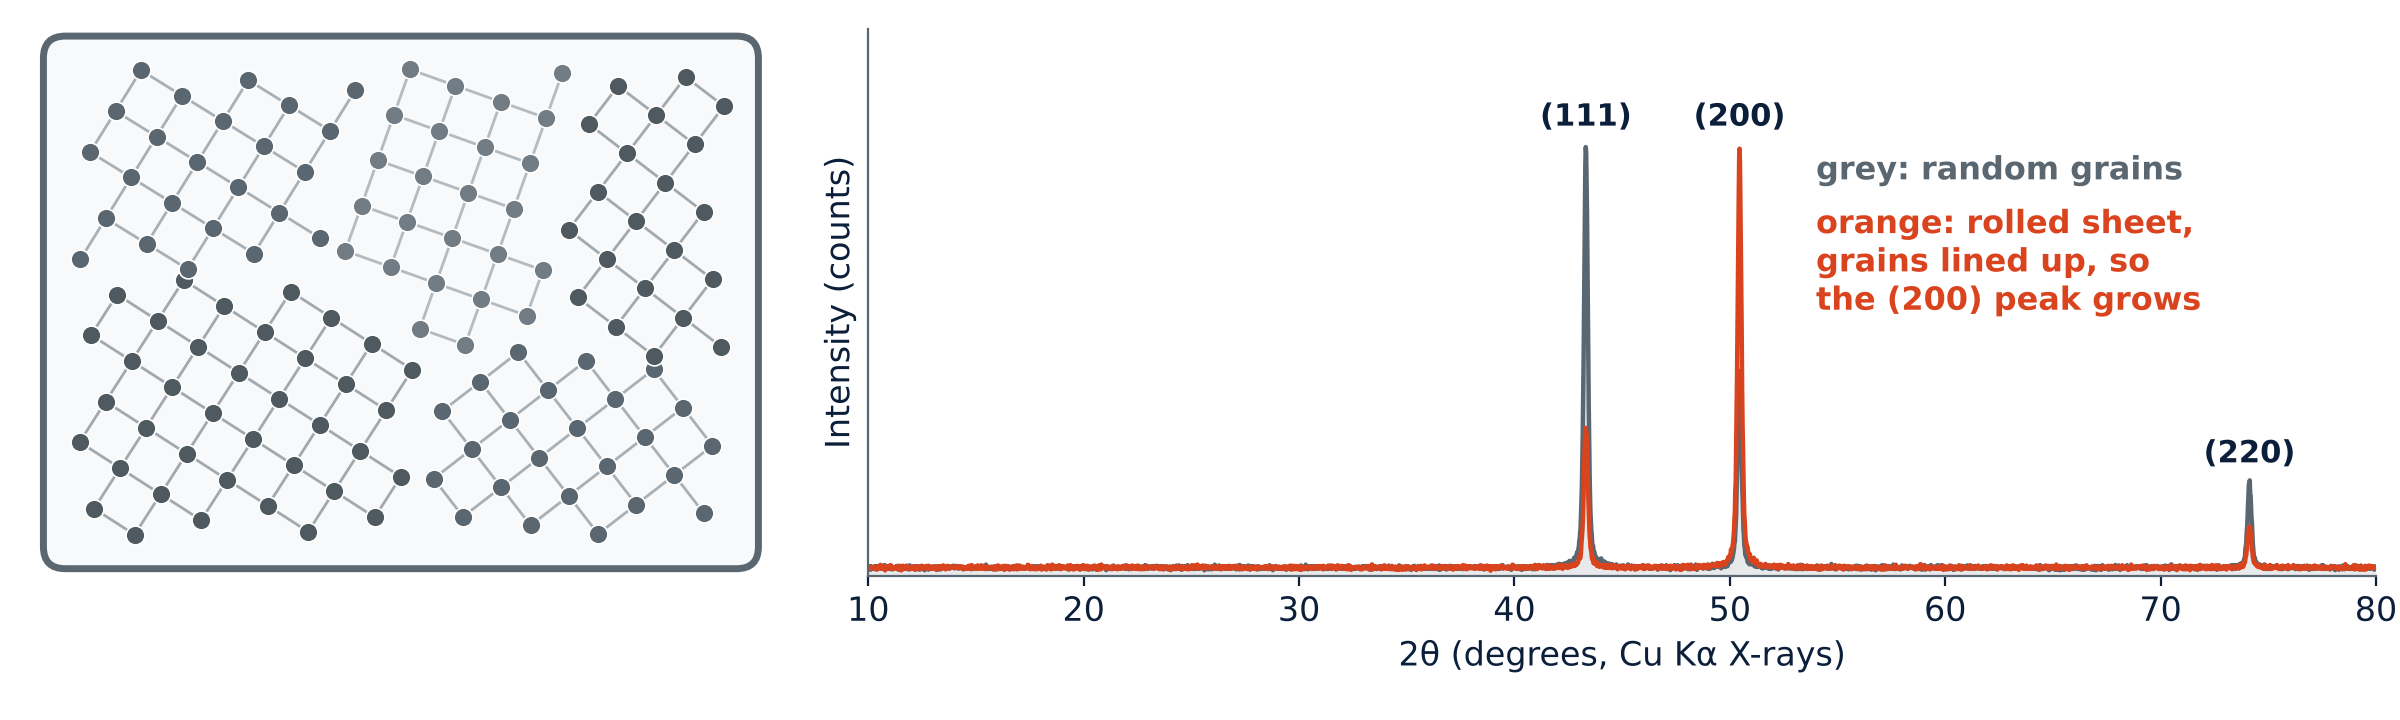 (111)
(200)
grey: random grains
orange: rolled sheet,
grains lined up, so
the (200) peak grows
(220)
Intensity (counts)
10 20 30 40 50 60 70 80
2θ (degrees, Cu Kα X-rays)